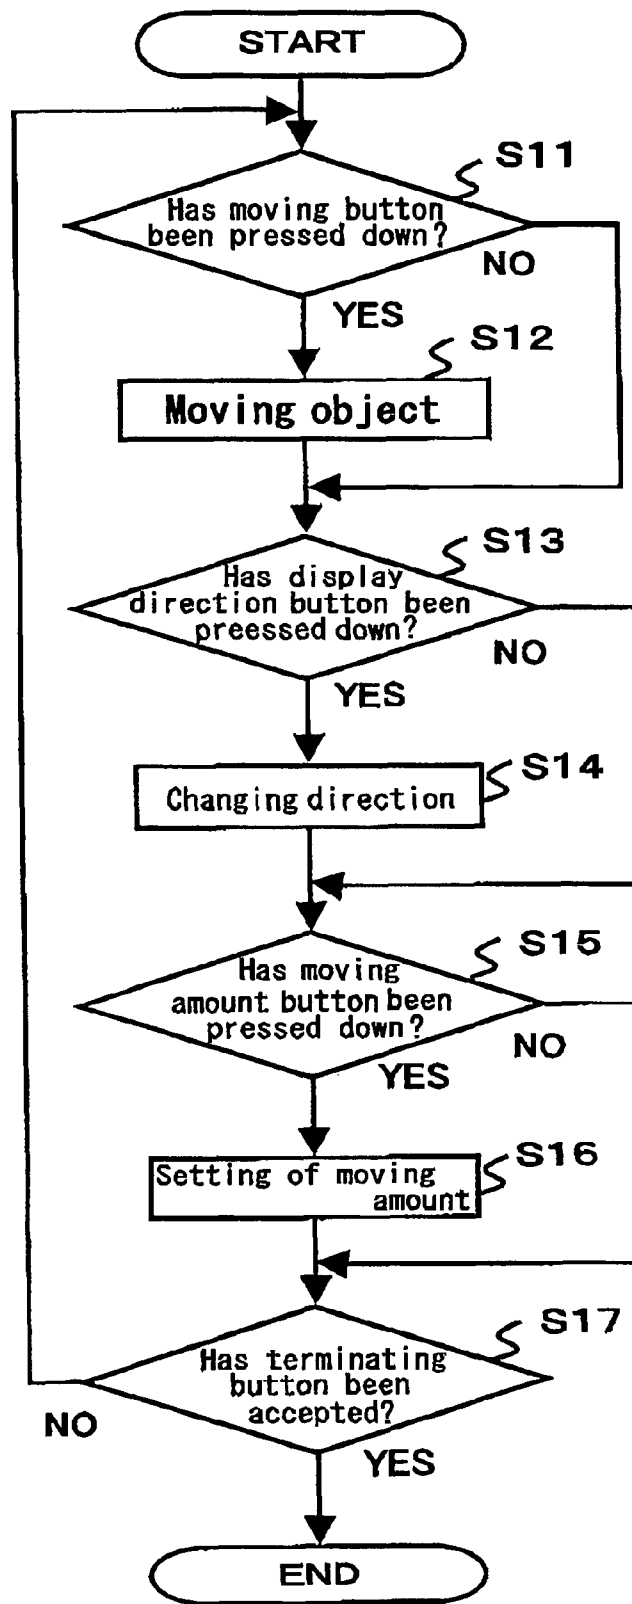 START
S11
Has moving button
been pressed down?
NO
YES
S12
Moving object
S13
Has display
direction button been
preessed down?
NO
YES
S14
Changing direction
S15
Has moving
amount button been
pressed down?
NO
YES
S16
Setting of moving
amount
S17
Has terminating
button been
accepted?
NO
YES
END